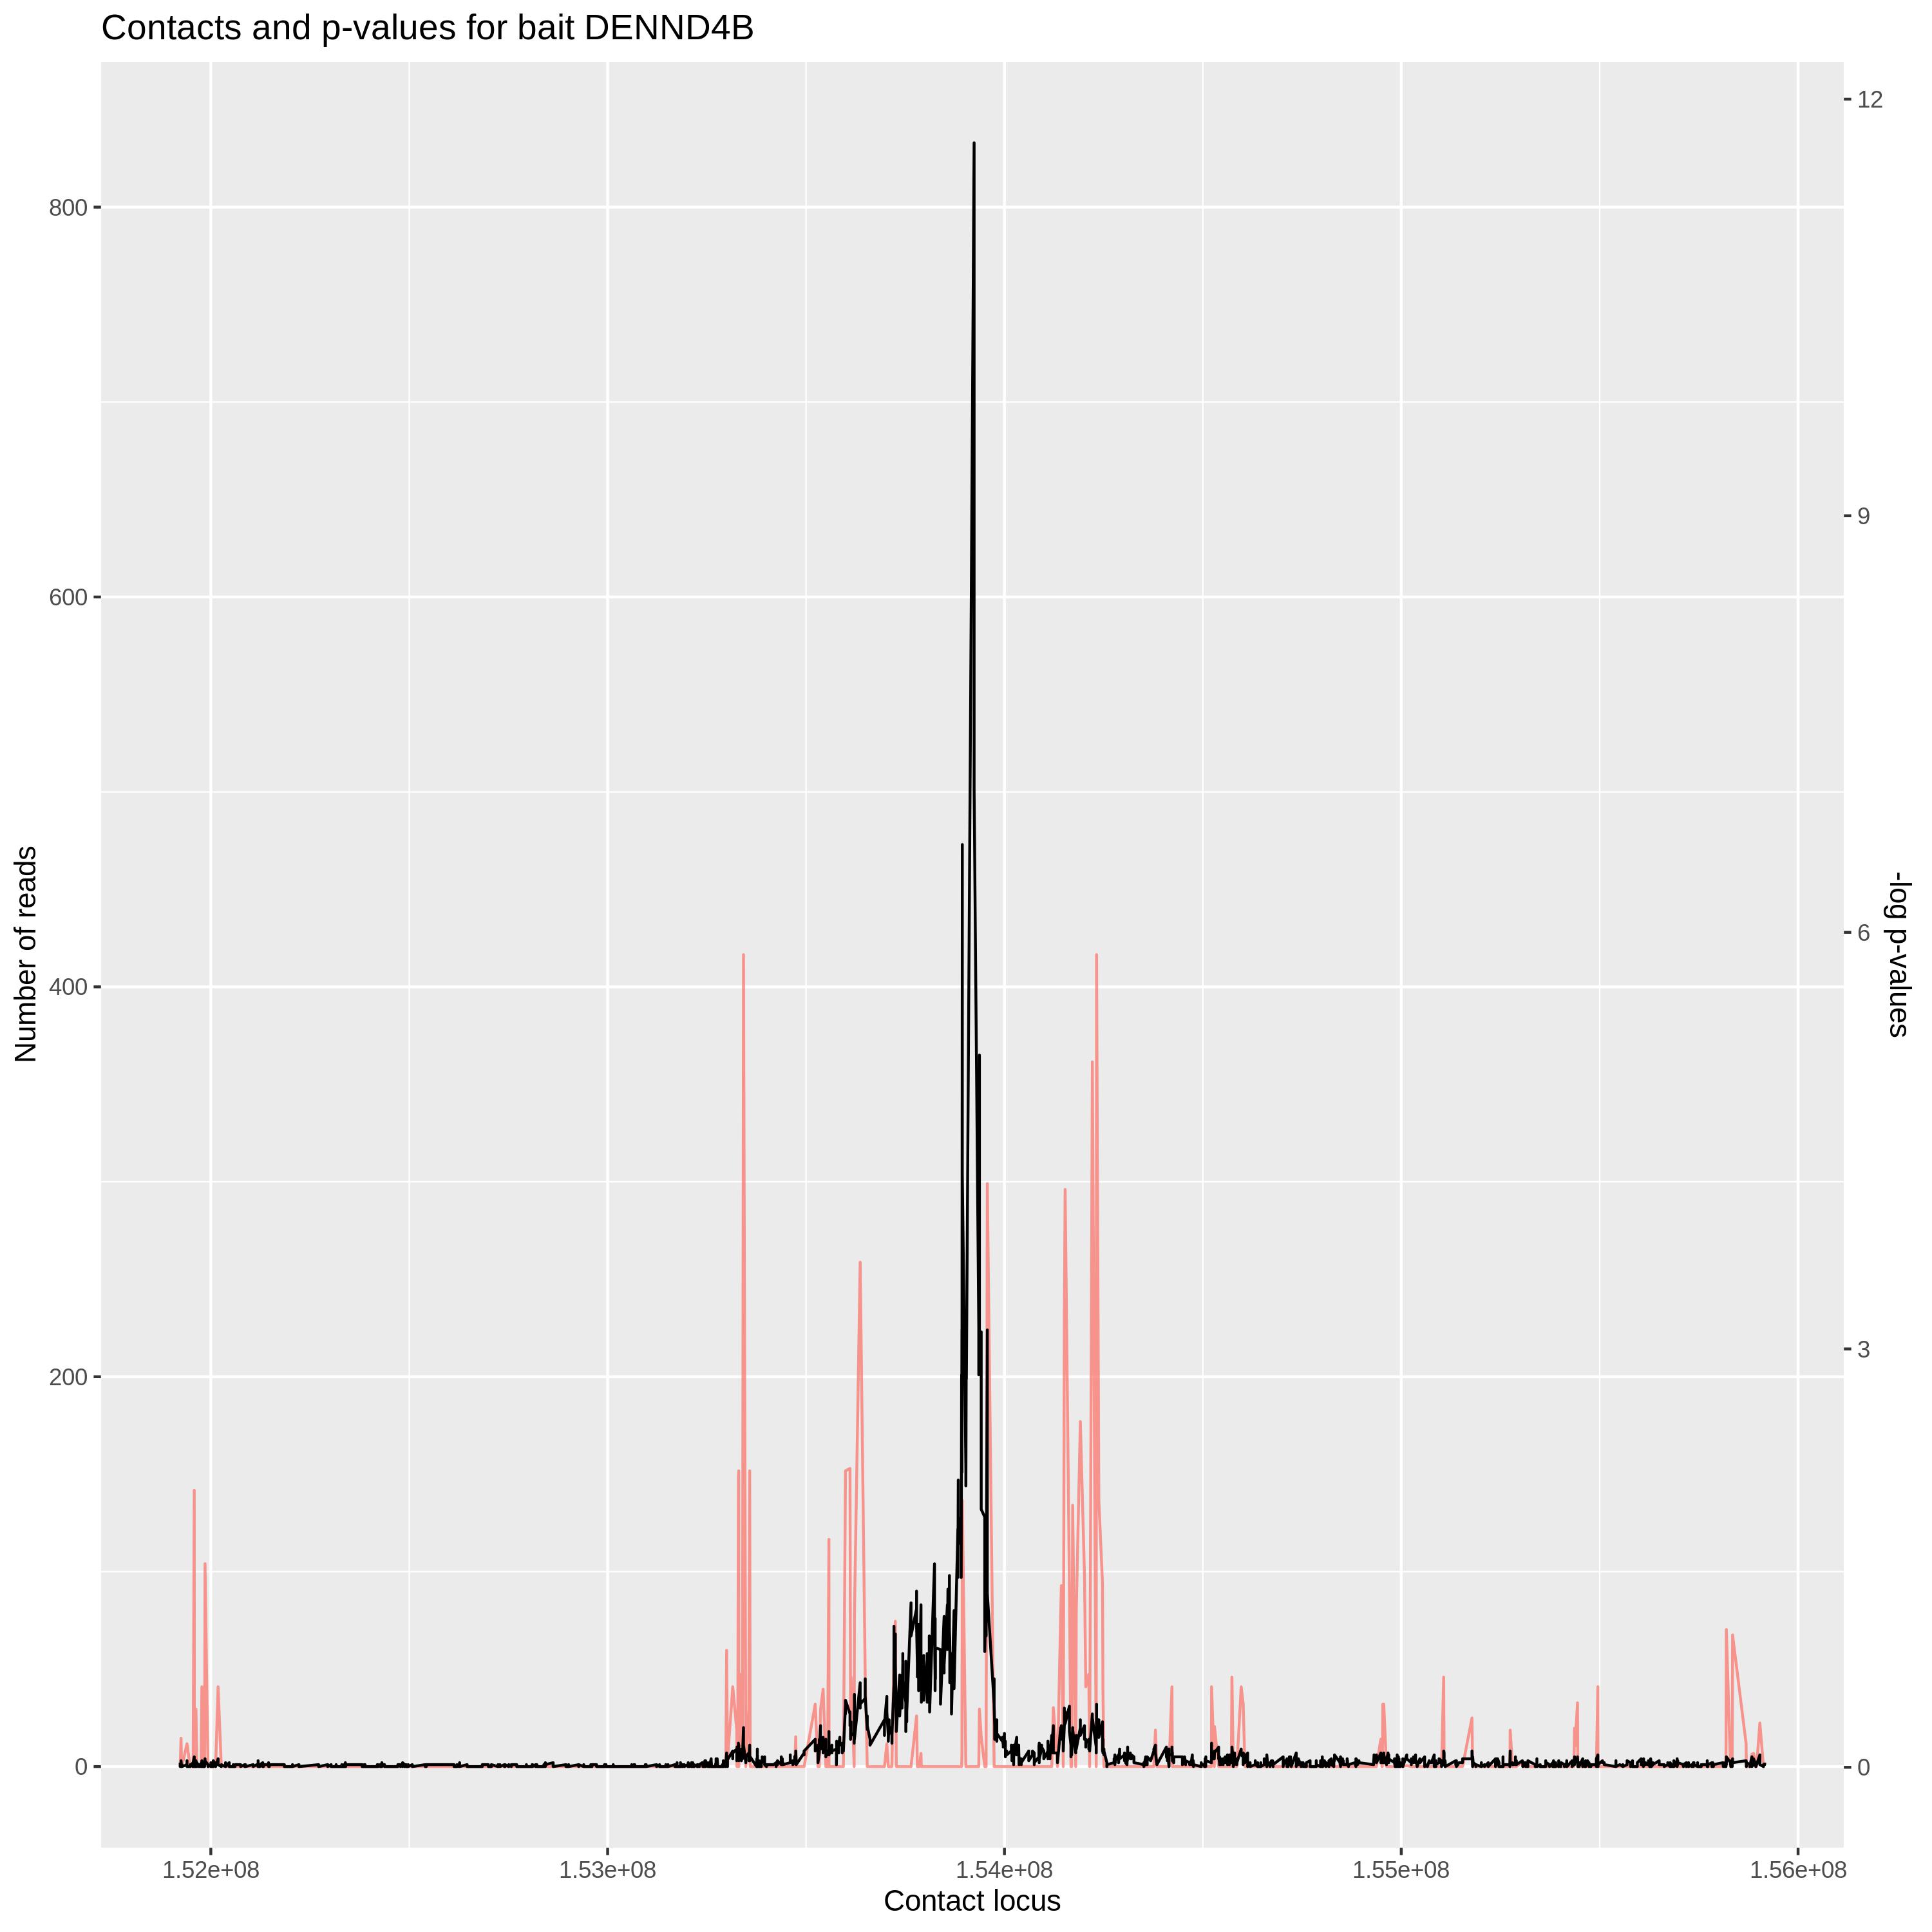 Contacts and p-values for bait DENND4B
12
800
9
600
Number of reads
6
-log p-values
400
3
200
0
0
1.52e+08
1.53e+08
1.54e+08
1.55e+08
1.56e+08
Contact locus